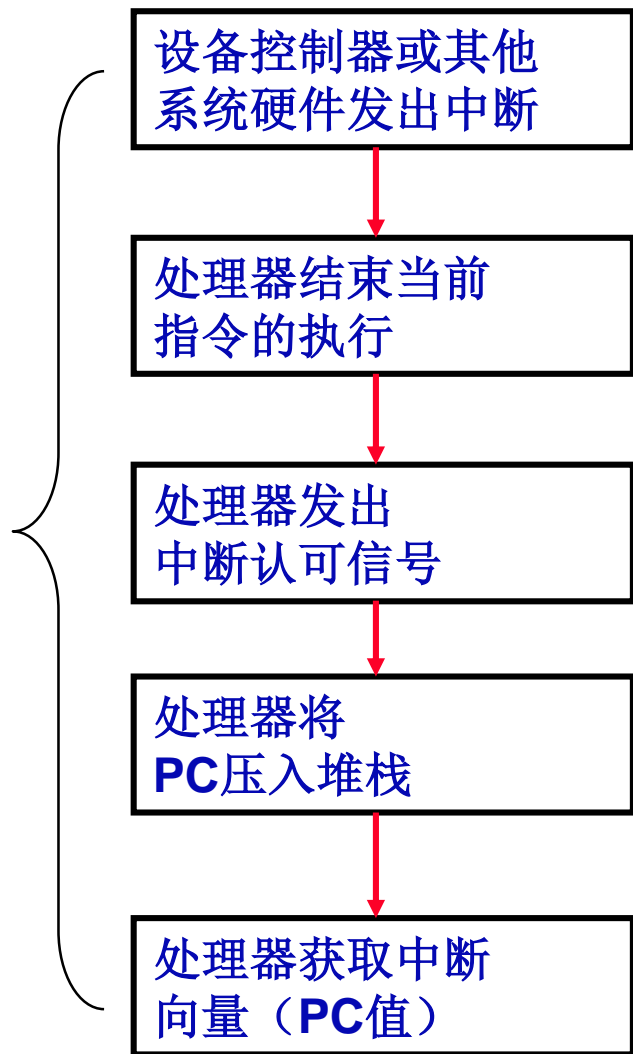 设备控制器或其他
系统硬件发出中断
处理器结束当前
指令的执行
处理器发出
中断认可信号
处理器将
PC压入堆栈
处理器获取中断
向量（PC值）